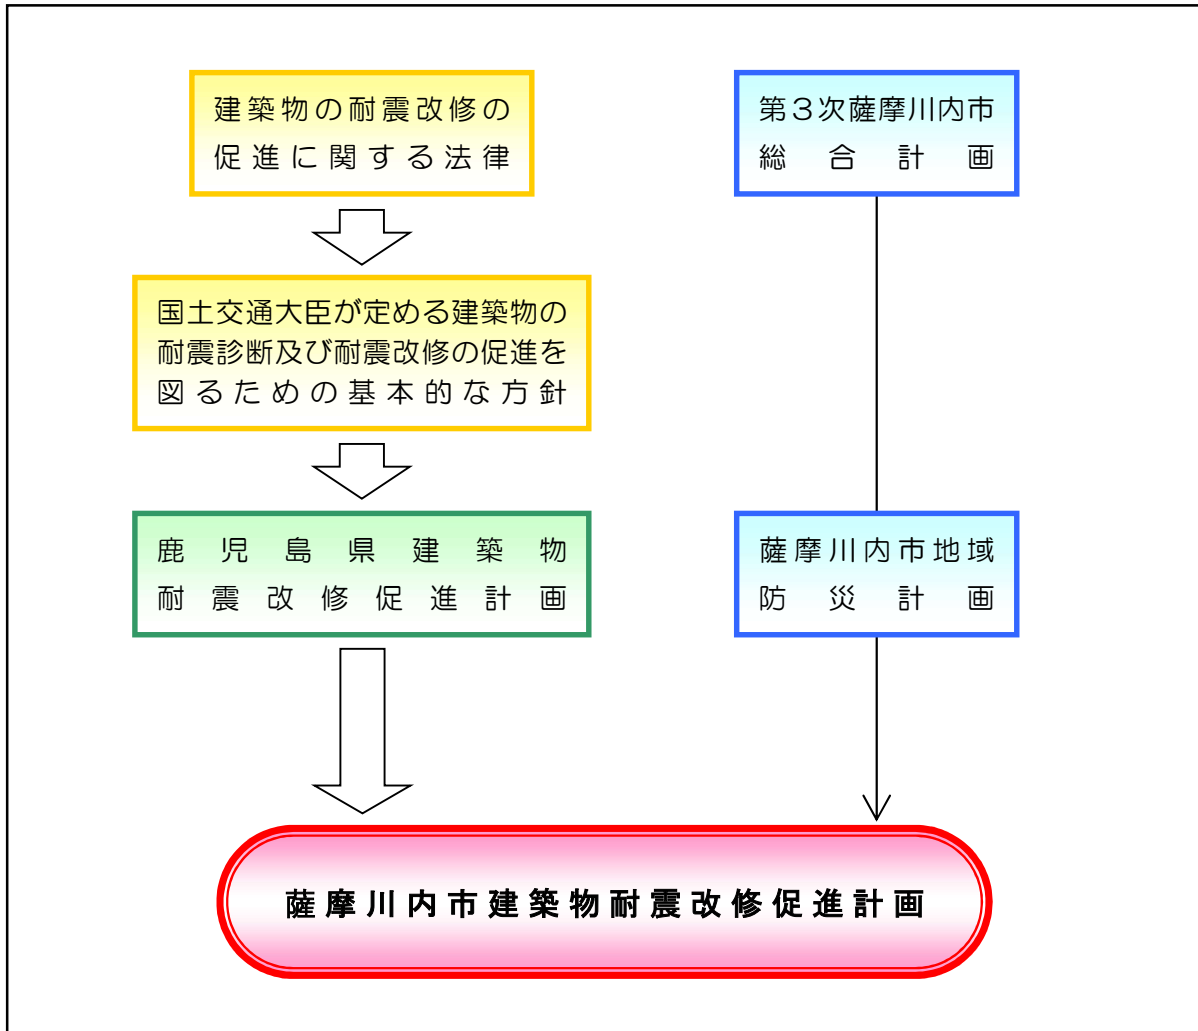 建築物の耐震改修の
促進に関する法律
国土交通大臣が定める建築物の
耐震診断及び耐震改修の促進を
図るための基本的な方針
鹿児島県建築物
耐震改修促進計画
第３次薩摩川内市
総合計画
薩摩川内市地域
防災計画
薩摩川内市建築物耐震改修促進計画